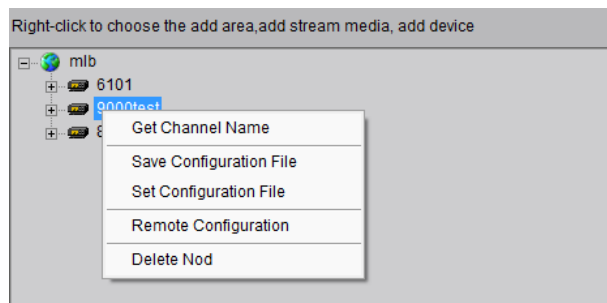 Right-click to choose the add area,add stream media, add device
mlb
6101
9000test
8
Get Channel Name
Save Configuration File
Set Configuration File
Remote Configuration
Delete Nod